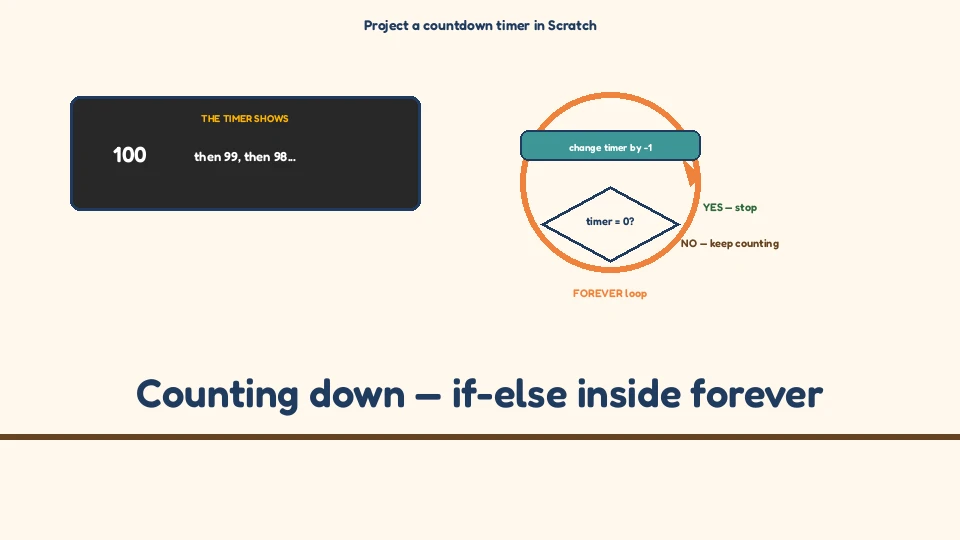 Project a countdown timer in Scratch
THE TIMER SHOWS
100
then 99, then 98...
change timer by -1
timer = 0?
YES — stop
NO — keep counting
FOREVER loop
Counting down — if-else inside forever